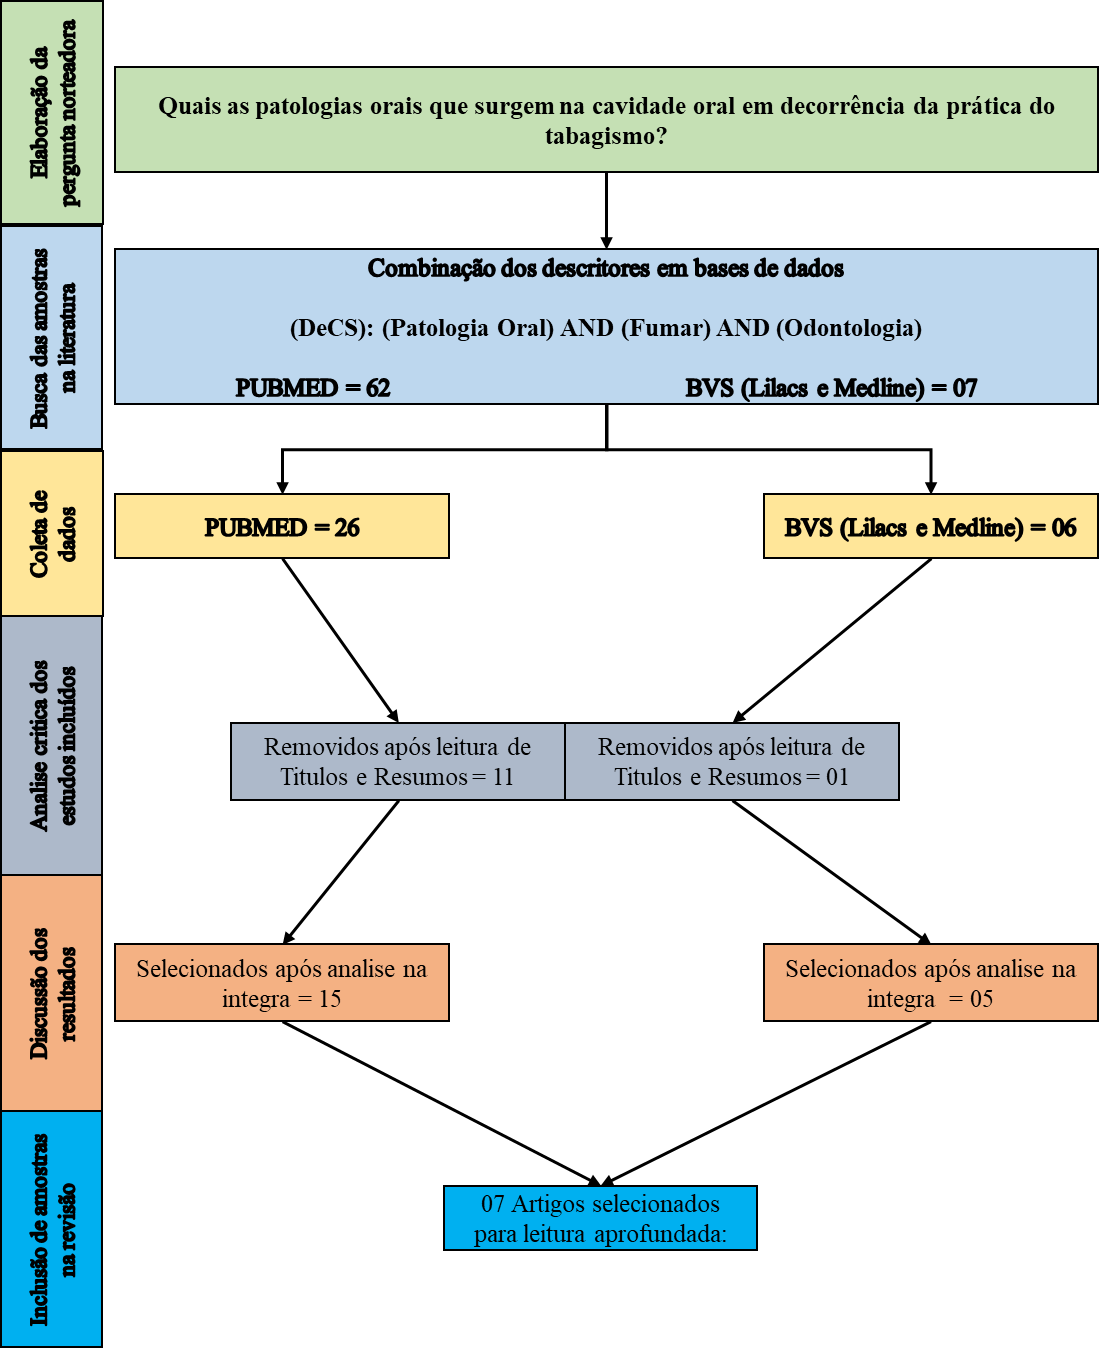 Elaboração da
pergunta norteadora
Quais as patologias orais que surgem na cavidade oral em decorrência da prática do
tabagismo?
Busca das amostras
na literatura
Combinação dos descritores em bases de dados
(DeCS): (Patologia Oral) AND (Fumar) AND (Odontologia)
PUBMED = 62
BVS (Lilacs e Medline) = 07
Coleta de
dados
PUBMED = 26
BVS (Lilacs e Medline) = 06
Analise critica dos
estudos incluídos
Removidos após leitura de
Titulos e Resumos = 11
Removidos após leitura de
Titulos e Resumos = 01
Discussão dos
resultados
Selecionados após analise na
integra = 15
Selecionados após analise na
integra = 05
Inclusão de amostras
na revisão
07 Artigos selecionados
para leitura aprofundada: